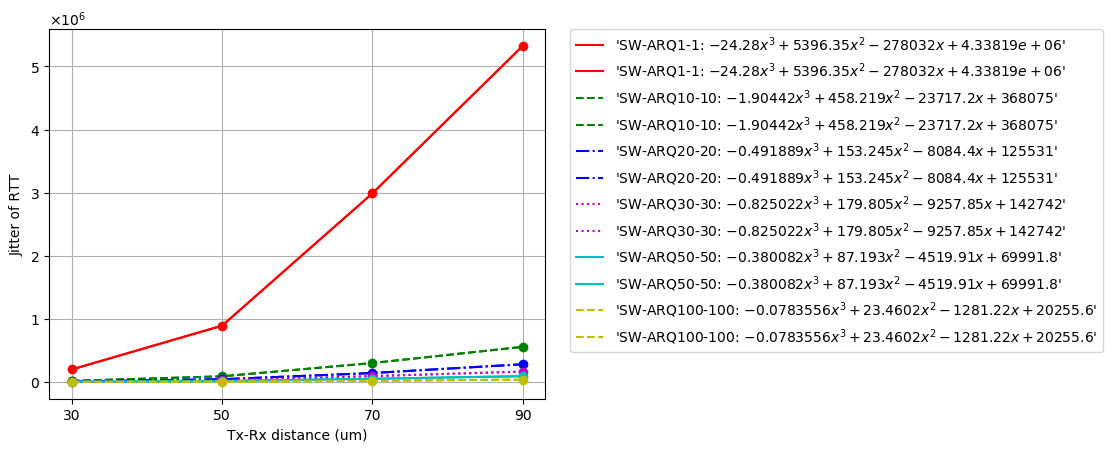 ×10⁶
5
4
3
2
1
0
Jitter of RTT
30 50 70 90
Tx-Rx distance (um)
'SW-ARQ1-1: −24.28x³ + 5396.35x² − 278032x + 4.33819e + 06'
'SW-ARQ1-1: −24.28x³ + 5396.35x² − 278032x + 4.33819e + 06'
'SW-ARQ10-10: −1.90442x³ + 458.219x² − 23717.2x + 368075'
'SW-ARQ10-10: −1.90442x³ + 458.219x² − 23717.2x + 368075'
'SW-ARQ20-20: −0.491889x³ + 153.245x² − 8084.4x + 125531'
'SW-ARQ20-20: −0.491889x³ + 153.245x² − 8084.4x + 125531'
'SW-ARQ30-30: −0.825022x³ + 179.805x² − 9257.85x + 142742'
'SW-ARQ30-30: −0.825022x³ + 179.805x² − 9257.85x + 142742'
'SW-ARQ50-50: −0.380082x³ + 87.193x² − 4519.91x + 69991.8'
'SW-ARQ50-50: −0.380082x³ + 87.193x² − 4519.91x + 69991.8'
'SW-ARQ100-100: −0.0783556x³ + 23.4602x² − 1281.22x + 20255.6'
'SW-ARQ100-100: −0.0783556x³ + 23.4602x² − 1281.22x + 20255.6'